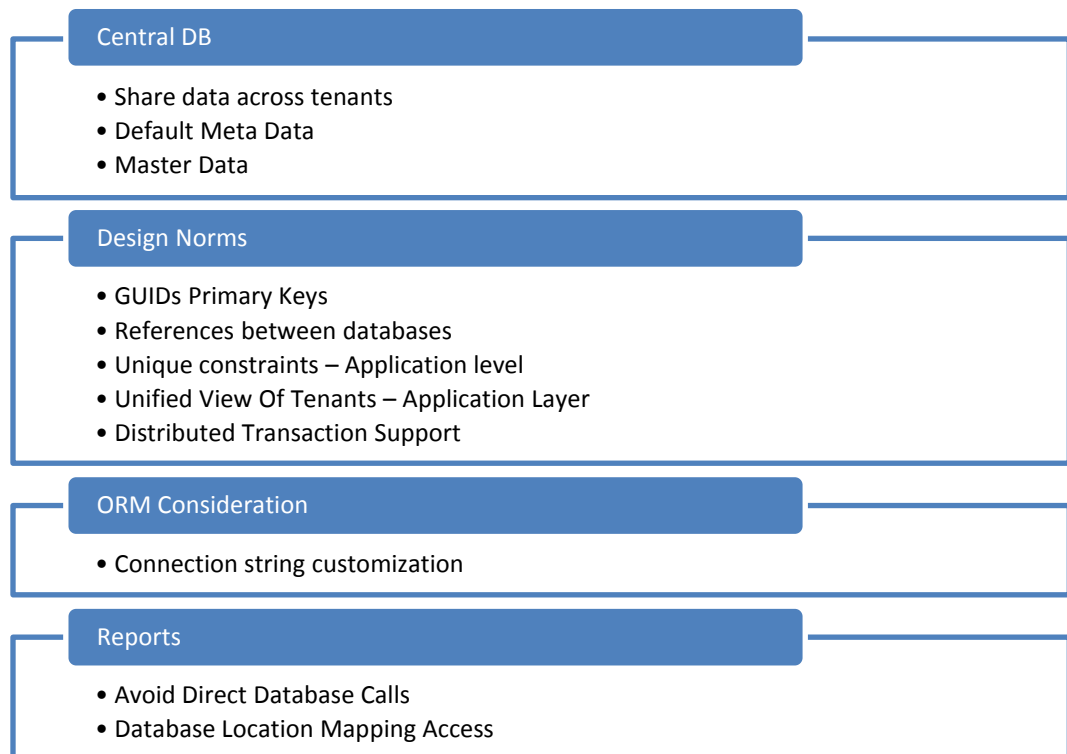 Central DB
• Share data across tenants
• Default Meta Data
• Master Data
Design Norms
• GUIDs Primary Keys
• References between databases
• Unique constraints – Application level
• Unified View Of Tenants – Application Layer
• Distributed Transaction Support
ORM Consideration
• Connection string customization
Reports
• Avoid Direct Database Calls
• Database Location Mapping Access